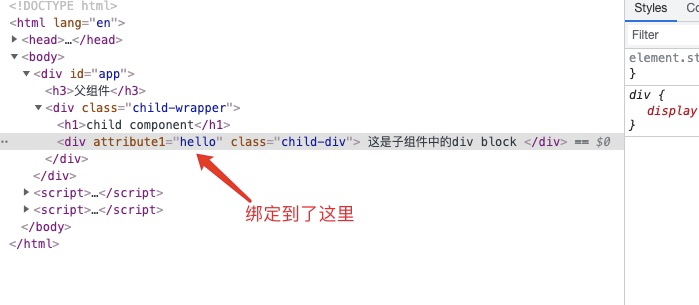 <!DOCTYPE html>
<html lang="en">
<head>…</head>
<body>
<div id="app">
<h3>父组件</h3>
<div class="child-wrapper">
<h1>child component</h1>
<div attribute1="hello" class="child-div"> 这是子组件中的div block </div> == $0
</div>
</div>
<script>…</script>
<script>…</script>
</body>
</html>
绑定到了这里
Styles
Filter
element.st
}
div {
display
}